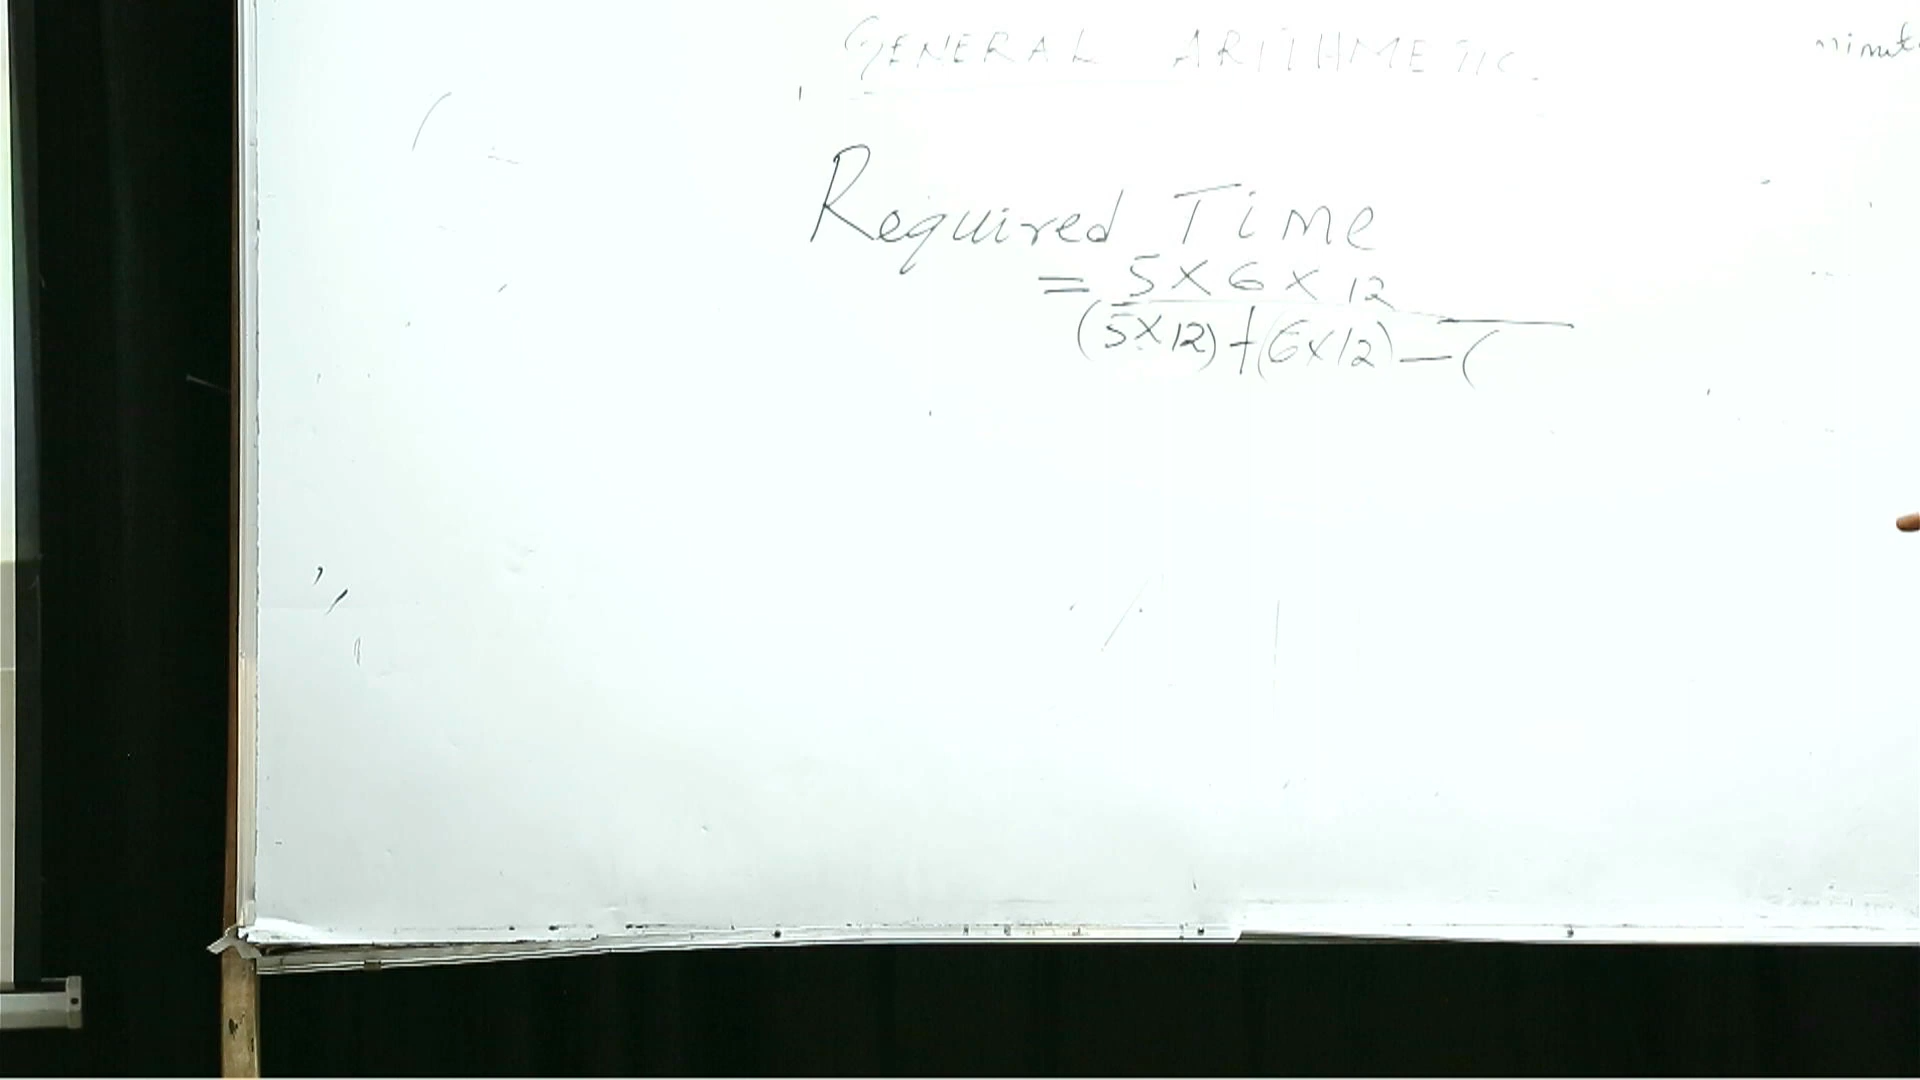 GENERAL ARITHMETIC.
Required Time
= 5 X 6 X 12
(5X12) + (6x12) - (